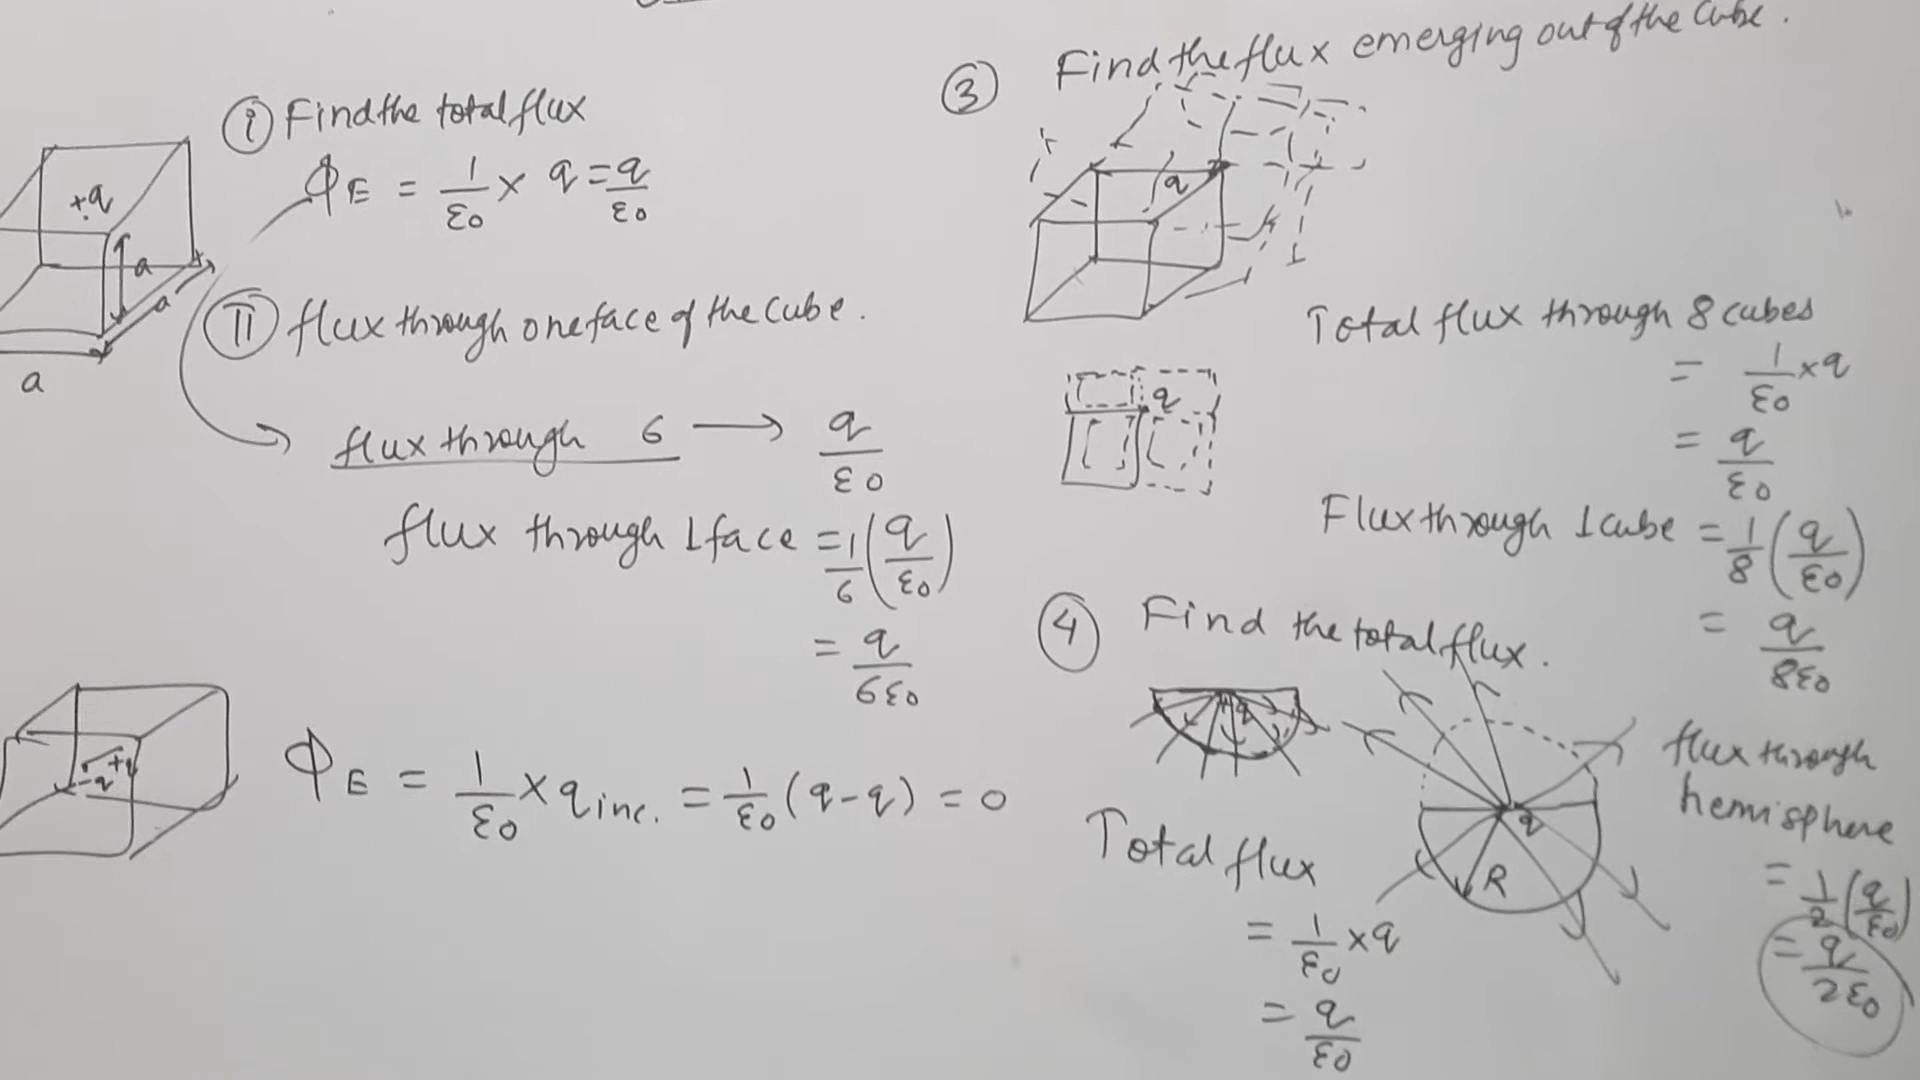 +q
a
a
a
(i) Find the total flux
ΦE = 1/ε0 × q = q/ε0
(II) flux through one face of the cube.
flux through 6 → q/ε0
flux through 1 face = 1/6 (q/ε0)
= q/6ε0
-q +q
ΦE = 1/ε0 × qinc. = 1/ε0 (q-q) = 0
(3) Find the flux emerging out of the cube.
q
q
Total flux through 8 cubes
= 1/ε0 × q
= q/ε0
Flux through 1 cube = 1/8 (q/ε0)
= q/8ε0
(4) Find the total flux.
q
q
R
Total flux
= 1/ε0 × q
= q/ε0
flux through
hemisphere
= 1/2 (q/ε0)
= q/2ε0